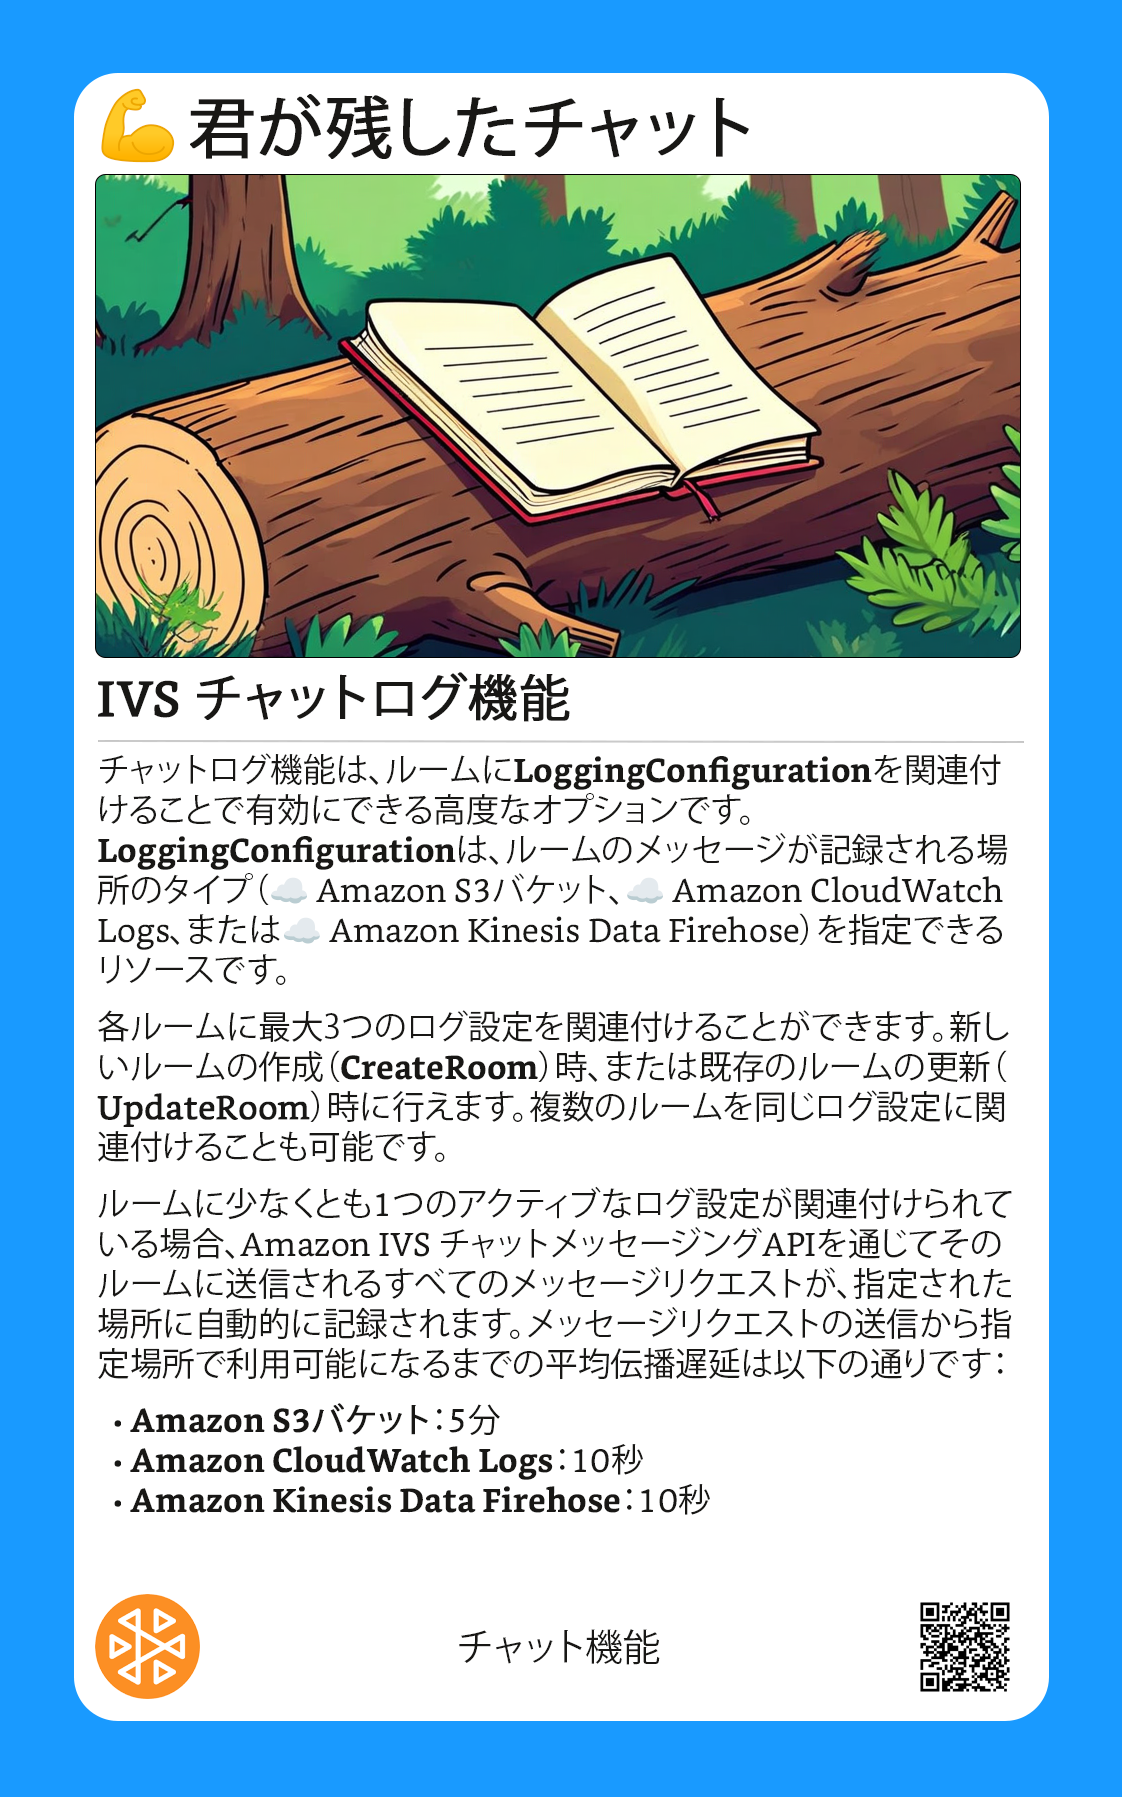 💪君が残したチャット
IVS チャットログ機能
チャットログ機能は、ルームにLoggingConfigurationを関連付
けることで有効にできる高度なオプションです。
LoggingConfigurationは、ルームのメッセージが記録される場
所のタイプ（☁️ Amazon S3バケット、☁️ Amazon CloudWatch
Logs、または☁️ Amazon Kinesis Data Firehose）を指定できる
リソースです。
各ルームに最大3つのログ設定を関連付けることができます。新し
いルームの作成（CreateRoom）時、または既存のルームの更新（
UpdateRoom）時に行えます。複数のルームを同じログ設定に関
連付けることも可能です。
ルームに少なくとも1つのアクティブなログ設定が関連付けられて
いる場合、Amazon IVS チャットメッセージングAPIを通じてその
ルームに送信されるすべてのメッセージリクエストが、指定された
場所に自動的に記録されます。メッセージリクエストの送信から指
定場所で利用可能になるまでの平均伝播遅延は以下の通りです：
• Amazon S3バケット：5分
• Amazon CloudWatch Logs：10秒
• Amazon Kinesis Data Firehose：10秒
チャット機能